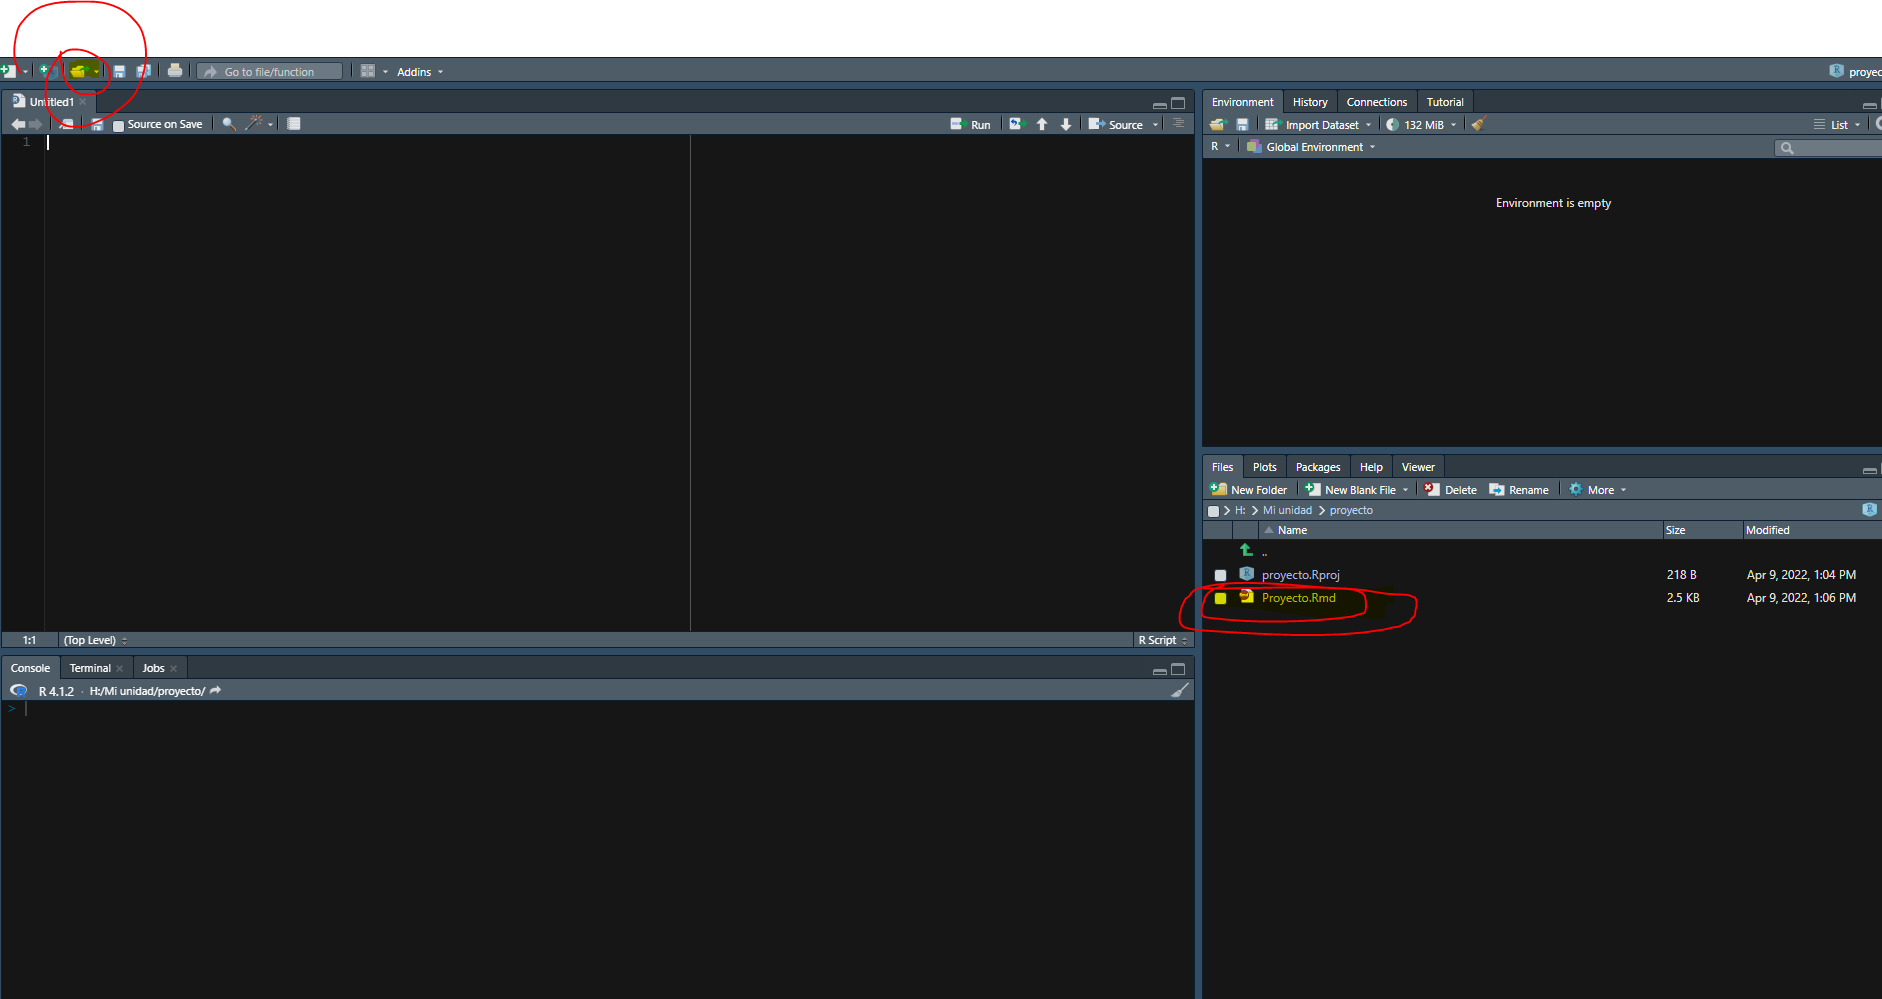 Go to file/function
Addins
proyec
Untitled1
Source on Save
Run
Source
1
1:1
(Top Level)
R Script
Console
Terminal
Jobs
R 4.1.2 · H:/Mi unidad/proyecto/
>
Environment
History
Connections
Tutorial
Import Dataset
132 MiB
List
R
Global Environment
Environment is empty
Files
Plots
Packages
Help
Viewer
New Folder
New Blank File
Delete
Rename
More
H:
Mi unidad
proyecto
Name
Size
Modified
..
proyecto.Rproj
218 B
Apr 9, 2022, 1:04 PM
Proyecto.Rmd
2.5 KB
Apr 9, 2022, 1:06 PM